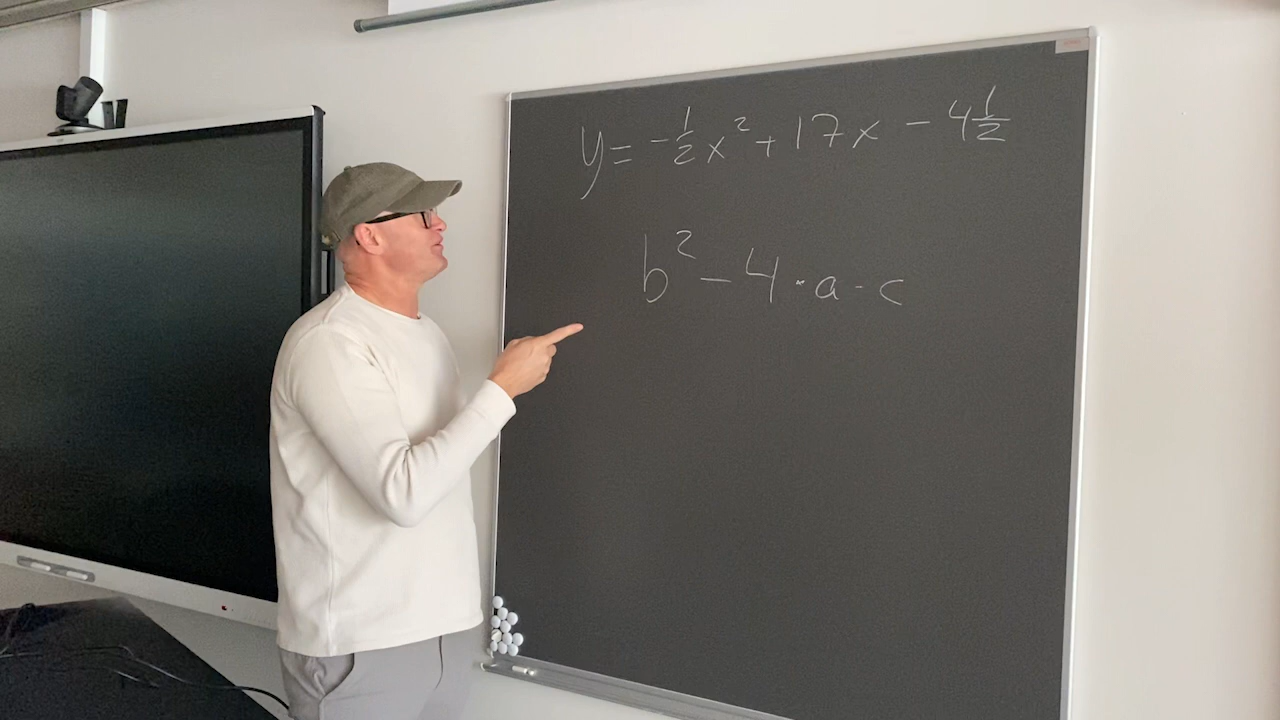 y = -½x² + 17x - 4½
b² - 4·a·c